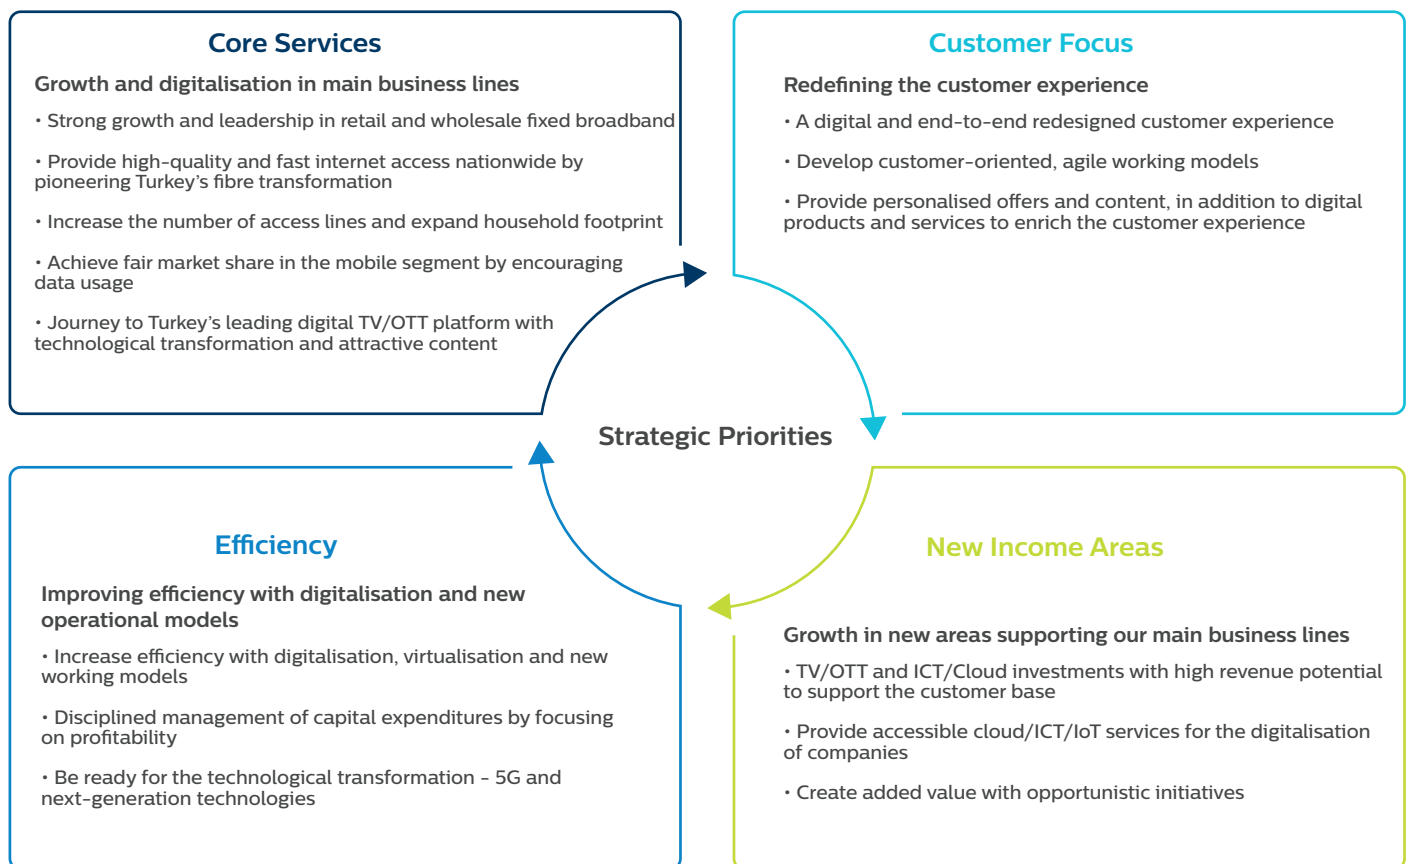 Core Services
Growth and digitalisation in main business lines
• Strong growth and leadership in retail and wholesale fixed broadband
• Provide high-quality and fast internet access nationwide by
pioneering Turkey's fibre transformation
• Increase the number of access lines and expand household footprint
• Achieve fair market share in the mobile segment by encouraging
data usage
• Journey to Turkey's leading digital TV/OTT platform with
technological transformation and attractive content
Customer Focus
Redefining the customer experience
• A digital and end-to-end redesigned customer experience
• Develop customer-oriented, agile working models
• Provide personalised offers and content, in addition to digital
products and services to enrich the customer experience
Strategic Priorities
Efficiency
Improving efficiency with digitalisation and new
operational models
• Increase efficiency with digitalisation, virtualisation and new
working models
• Disciplined management of capital expenditures by focusing
on profitability
• Be ready for the technological transformation - 5G and
next-generation technologies
New Income Areas
Growth in new areas supporting our main business lines
• TV/OTT and ICT/Cloud investments with high revenue potential
to support the customer base
• Provide accessible cloud/ICT/IoT services for the digitalisation
of companies
• Create added value with opportunistic initiatives